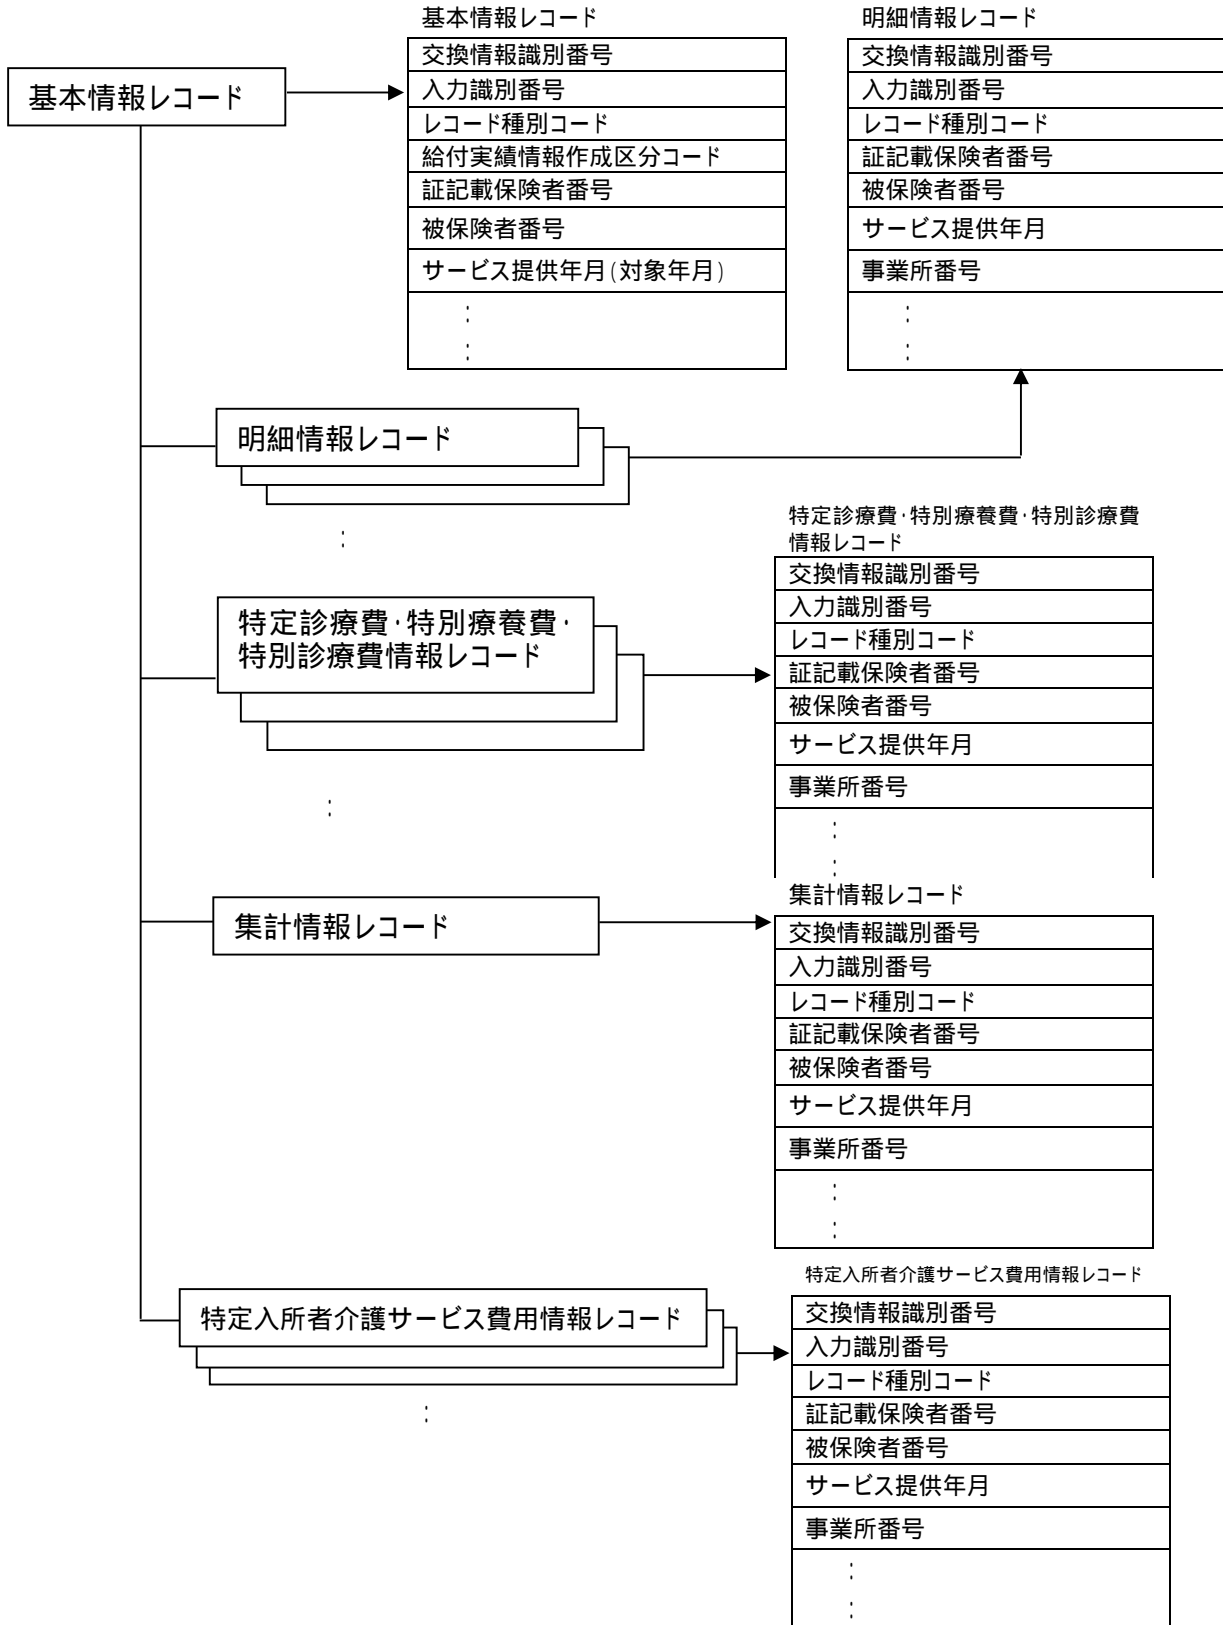 基本情報レコード
基本情報レコード
交換情報識別番号
入力識別番号
レコード種別コード
給付実績情報作成区分コード
証記載保険者番号
被保険者番号
サービス提供年月(対象年月)
:
:
明細情報レコード
交換情報識別番号
入力識別番号
レコード種別コード
証記載保険者番号
被保険者番号
サービス提供年月
事業所番号
:
:
明細情報レコード
:
特定診療費・特別療養費・
特別診療費情報レコード
:
特定診療費・特別療養費・特別診療費
情報レコード
交換情報識別番号
入力識別番号
レコード種別コード
証記載保険者番号
被保険者番号
サービス提供年月
事業所番号
:
:
集計情報レコード
集計情報レコード
交換情報識別番号
入力識別番号
レコード種別コード
証記載保険者番号
被保険者番号
サービス提供年月
事業所番号
:
:
特定入所者介護サービス費用情報レコード
:
特定入所者介護サービス費用情報レコード
交換情報識別番号
入力識別番号
レコード種別コード
証記載保険者番号
被保険者番号
サービス提供年月
事業所番号
:
: